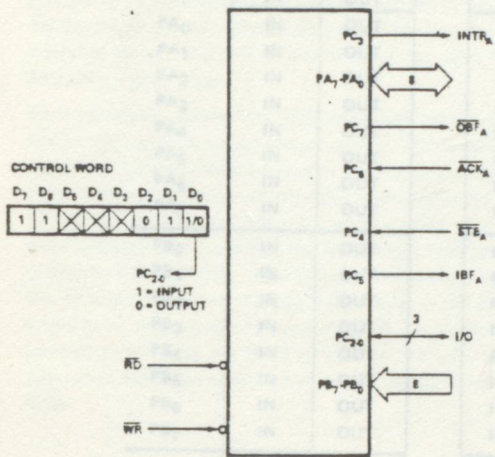 PC₃ INTRA
PA₇-PA₀ 8
PC₇ OBFA
PC₆ ACKA
PC₄ STBA
PC₅ IBFA
PC₂₋₀ 3 I/O
PB₇-PB₀ 8
CONTROL WORD
D₇ D₆ D₅ D₄ D₃ D₂ D₁ D₀
1 1 0 1 1/0
PC₂₋₀
1 = INPUT
0 = OUTPUT
RD
WR